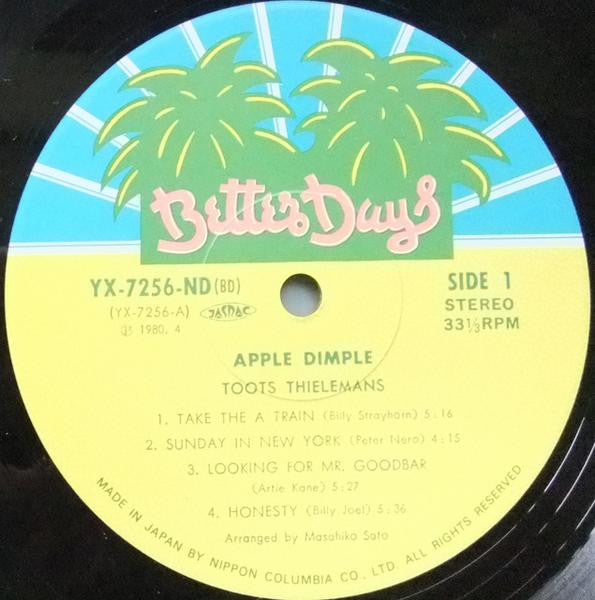 Better Days
YX-7256-ND (BD)
(YX-7256-A) JASRAC
Ⓟ 1980. 4
SIDE 1
STEREO
33⅓RPM
APPLE DIMPLE
TOOTS THIELEMANS
1. TAKE THE A TRAIN (Billy Strayhorn) 5:16
2. SUNDAY IN NEW YORK (Peter Nero) 4:15
3. LOOKING FOR MR. GOODBAR
(Artie Kane) 5:27
4. HONESTY (Billy Joel) 5:36
Arranged by Masahiko Sato
MADE IN JAPAN BY NIPPON COLUMBIA CO., LTD. ALL RIGHTS RESERVED